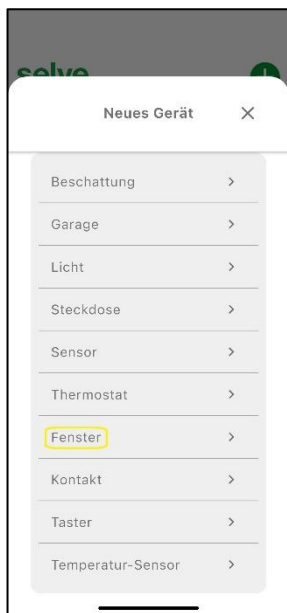 selve
Neues Gerät
Beschattung
Garage
Licht
Steckdose
Sensor
Thermostat
Fenster
Kontakt
Taster
Temperatur-Sensor